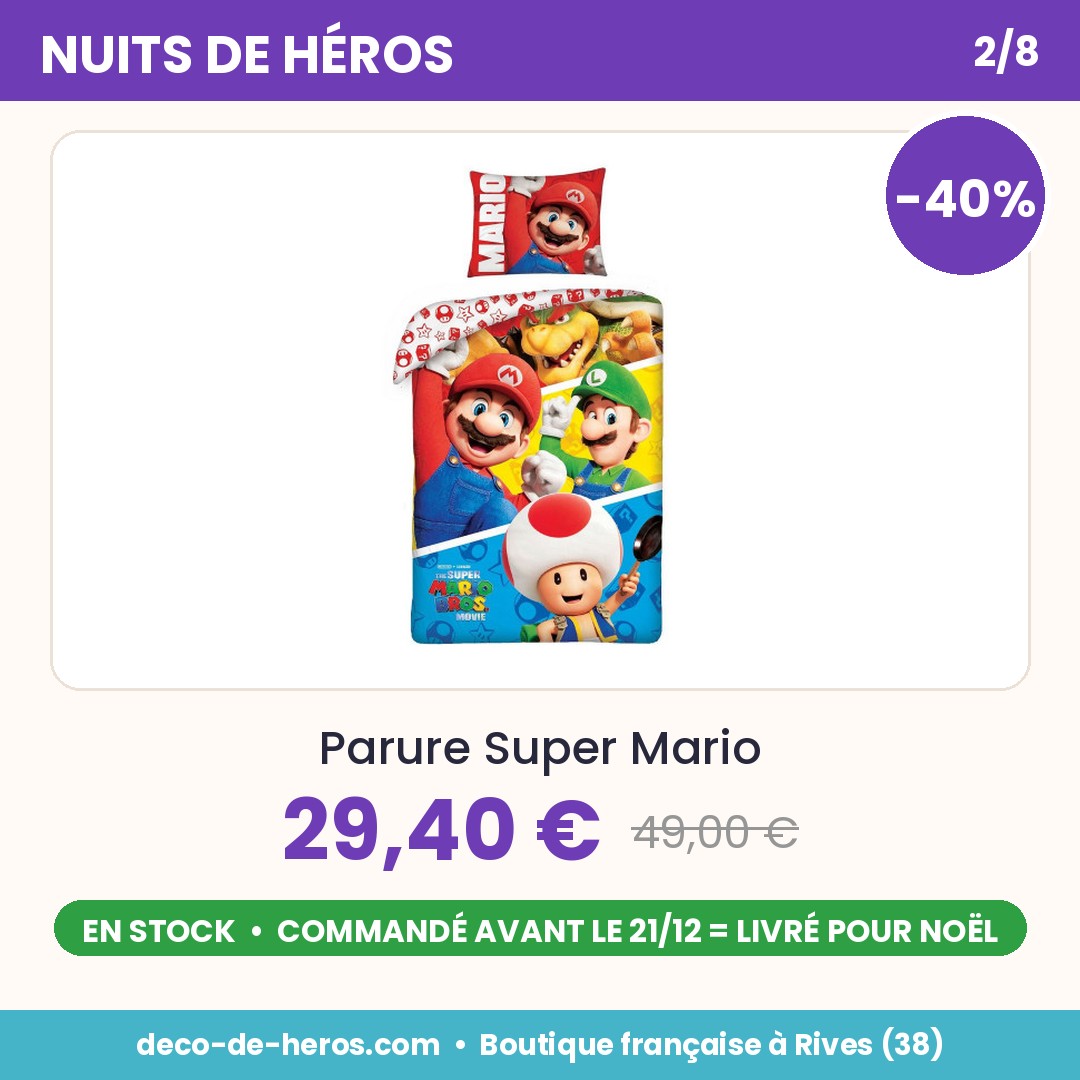 NUITS DE HÉROS
2/8
-40%
MARIO
M
M
L
THE SUPER
MARIO
BROS.
MOVIE
Parure Super Mario
29,40 € 49,00 €
EN STOCK • COMMANDÉ AVANT LE 21/12 = LIVRÉ POUR NOËL
deco-de-heros.com • Boutique française à Rives (38)